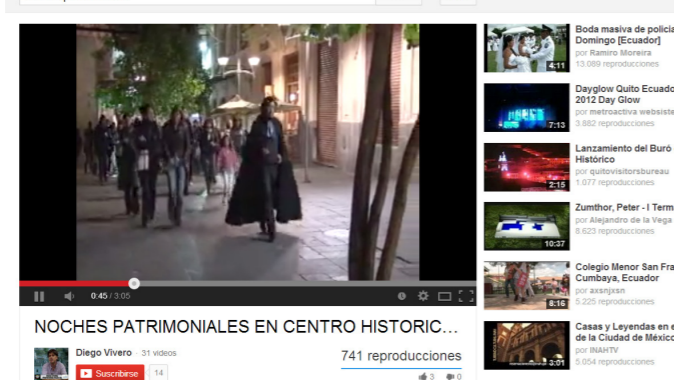 0:45 / 3:05
NOCHES PATRIMONIALES EN CENTRO HISTORIC...
Diego Vivero · 31 videos
Suscribirse 14
741 reproducciones
3 0
4:11
Boda masiva de policía
Domingo [Ecuador]
por Ramiro Moreira
13.089 reproducciones
7:13
Dayglow Quito Ecuado
2012 Day Glow
por metroactiva websiste
3.882 reproducciones
2:15
Lanzamiento del Buró
Histórico
por quitovisitorsbureau
1.077 reproducciones
10:37
Zumthor, Peter - I Term
por Alejandro de la Vega
8.623 reproducciones
8:16
Colegio Menor San Fra
Cumbaya, Ecuador
por axsnjxsn
5.225 reproducciones
3:01
Casas y Leyendas en e
de la Ciudad de México
por INAHTV
5.054 reproducciones